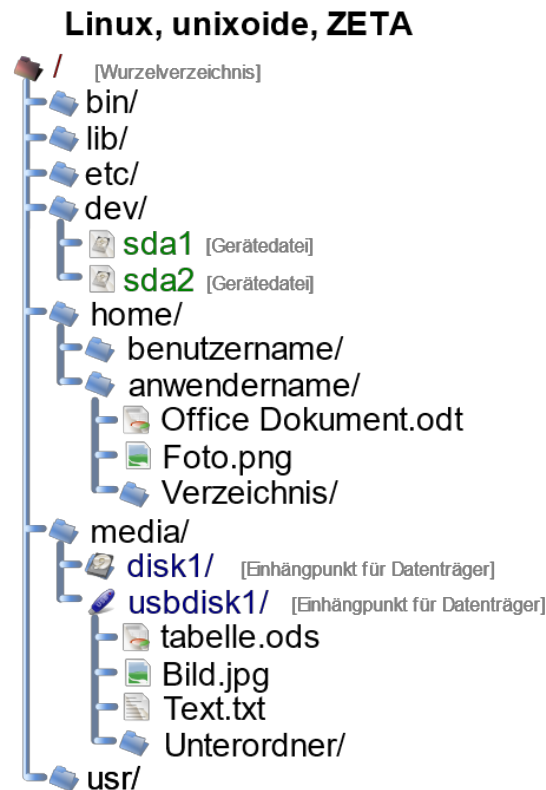 Linux, unixoide, ZETA
/ [Wurzelverzeichnis]
bin/
lib/
etc/
dev/
sda1 [Gerätedatei]
sda2 [Gerätedatei]
home/
benutzername/
anwendername/
Office Dokument.odt
Foto.png
Verzeichnis/
media/
disk1/ [Einhängpunkt für Datenträger]
usbdisk1/ [Einhängpunkt für Datenträger]
tabelle.ods
Bild.jpg
Text.txt
Unterordner/
usr/